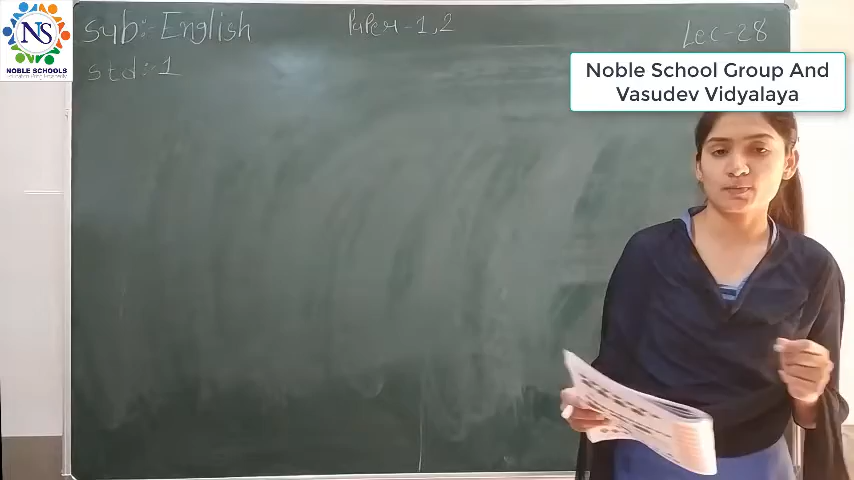 Sub:- English
Paper-1,2
Lec-28
std:- 1
NS
NOBLE SCHOOLS
Noble School Group And
Vasudev Vidyalaya